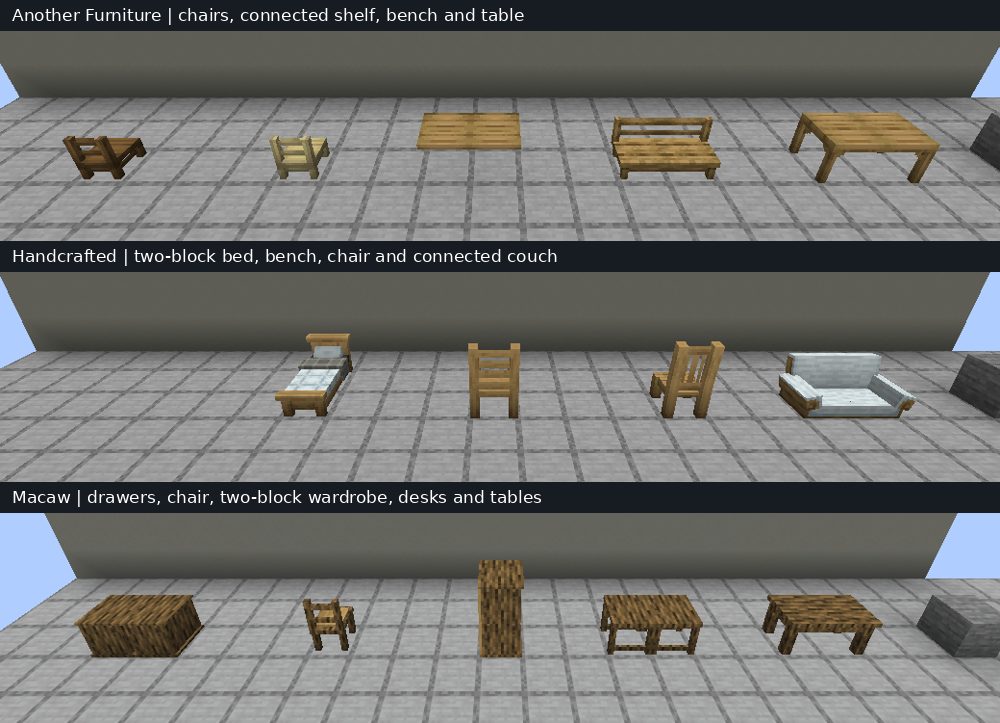 Another Furniture | chairs, connected shelf, bench and table
Handcrafted | two-block bed, bench, chair and connected couch
Macaw | drawers, chair, two-block wardrobe, desks and tables